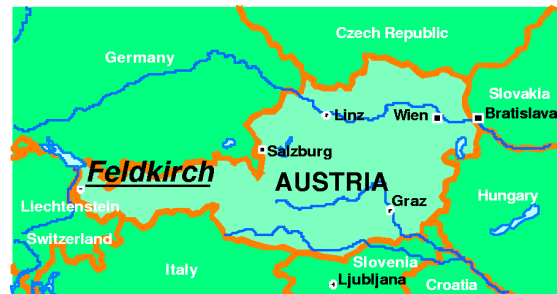 Czech Republic
Germany
Slovakia
Linz
Wien
Bratislava
Salzburg
Feldkirch
AUSTRIA
Liechtenstein
Graz
Hungary
Switzerland
Italy
Slovenia
Ljubljana
Croatia